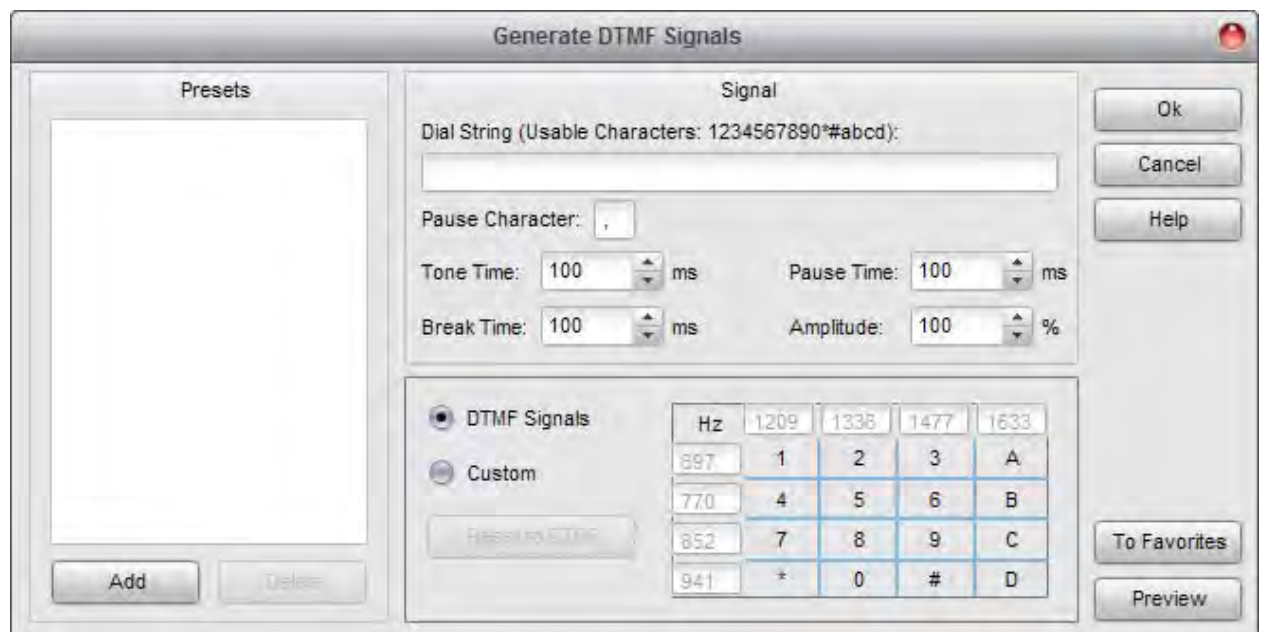 Generate DTMF Signals
Presets
Add
Delete
Signal
Dial String (Usable Characters: 1234567890*#abcd):
Pause Character: ,
Tone Time: 100 ms Pause Time: 100 ms
Break Time: 100 ms Amplitude: 100 %
DTMF Signals
Custom
Reset to DTMF
Hz 1209 1336 1477 1633
697 1 2 3 A
770 4 5 6 B
852 7 8 9 C
941 * 0 # D
Ok
Cancel
Help
To Favorites
Preview